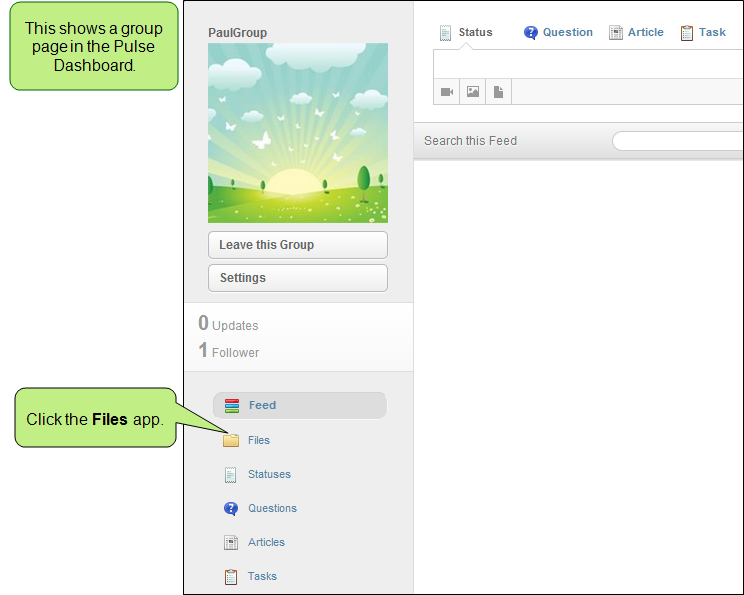 This shows a group
page in the Pulse
Dashboard.
PaulGroup
Leave this Group
Settings
0 Updates
1 Follower
Click the Files app.
Feed
Files
Statuses
Questions
Articles
Tasks
Status Question Article Task
Search this Feed